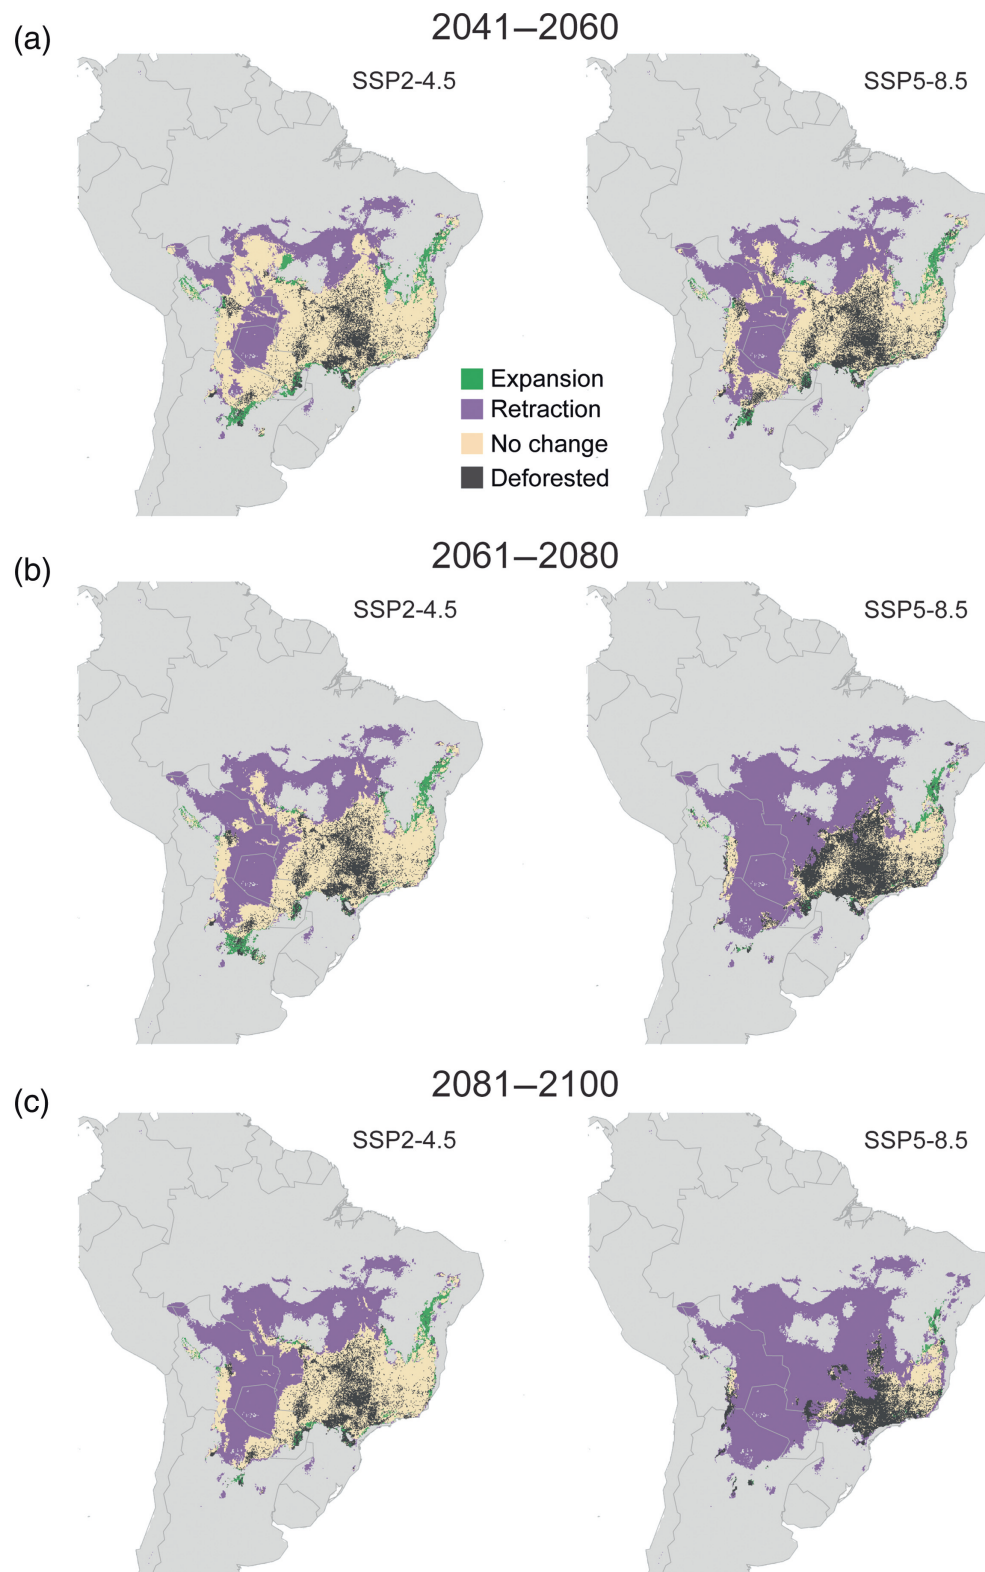 (a)
2041–2060
SSP2-4.5
SSP5-8.5
Expansion
Retraction
No change
Deforested
(b)
2061–2080
SSP2-4.5
SSP5-8.5
(c)
2081–2100
SSP2-4.5
SSP5-8.5